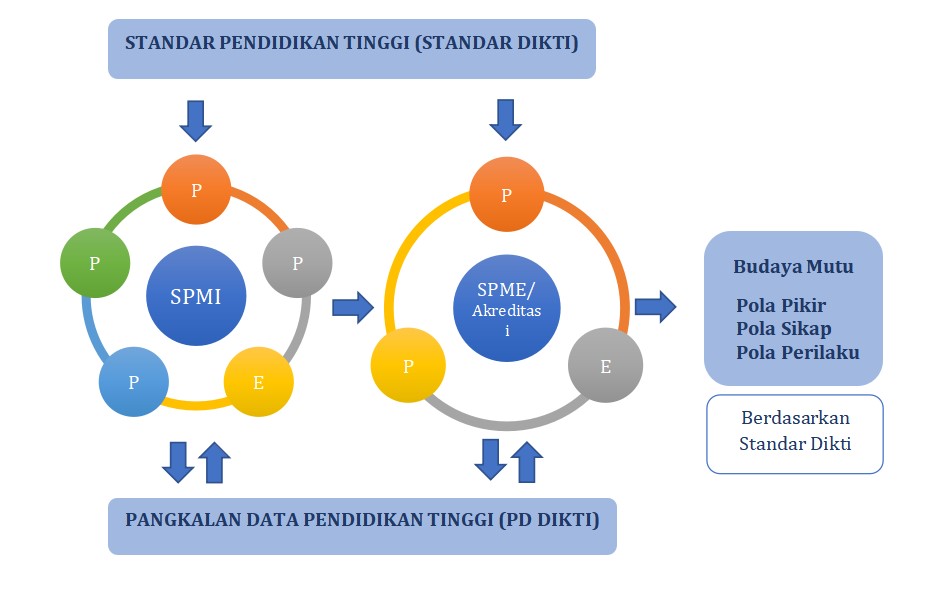 STANDAR PENDIDIKAN TINGGI (STANDAR DIKTI)
P
P
P
SPMI
P
E
P
SPME/
Akreditas
i
P
E
Budaya Mutu
Pola Pikir
Pola Sikap
Pola Perilaku
Berdasarkan
Standar Dikti
PANGKALAN DATA PENDIDIKAN TINGGI (PD DIKTI)